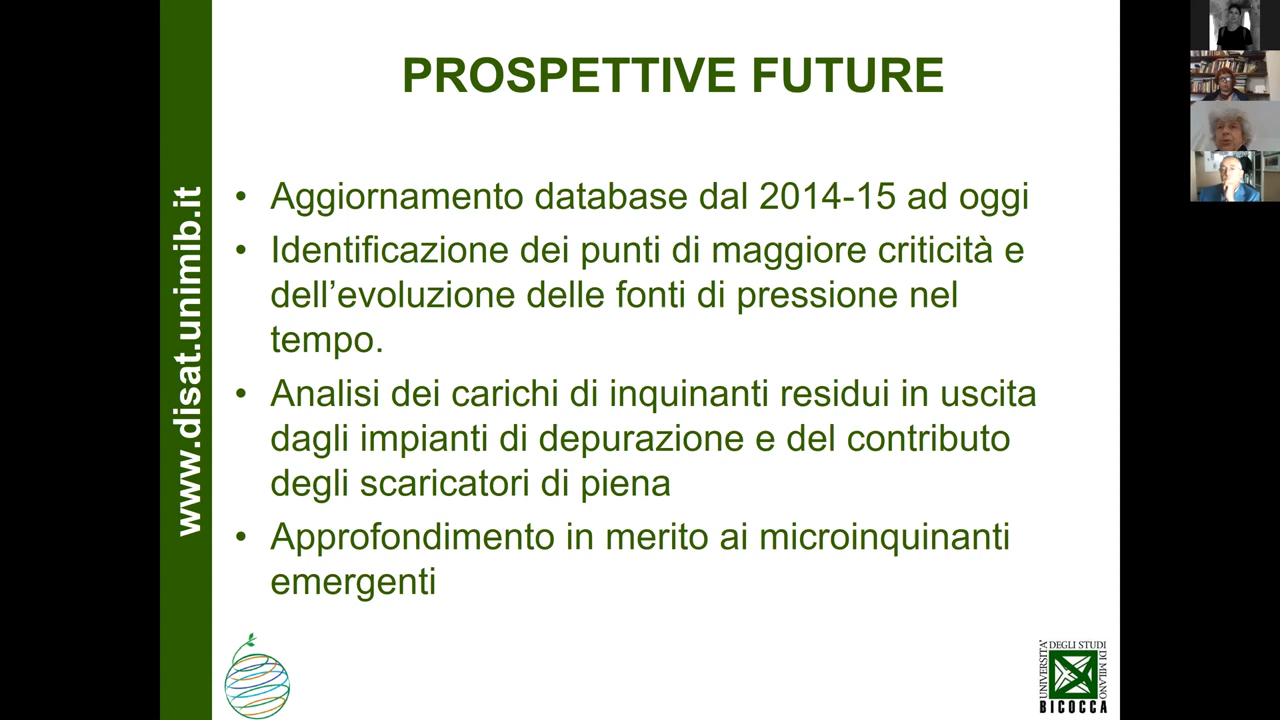 PROSPETTIVE FUTURE
www.disat.unimib.it
• Aggiornamento database dal 2014-15 ad oggi
• Identificazione dei punti di maggiore criticità e
dell’evoluzione delle fonti di pressione nel
tempo.
• Analisi dei carichi di inquinanti residui in uscita
dagli impianti di depurazione e del contributo
degli scaricatori di piena
• Approfondimento in merito ai microinquinanti
emergenti
UNIVERSITA'
DEGLI STUDI
DI MILANO
BICOCCA